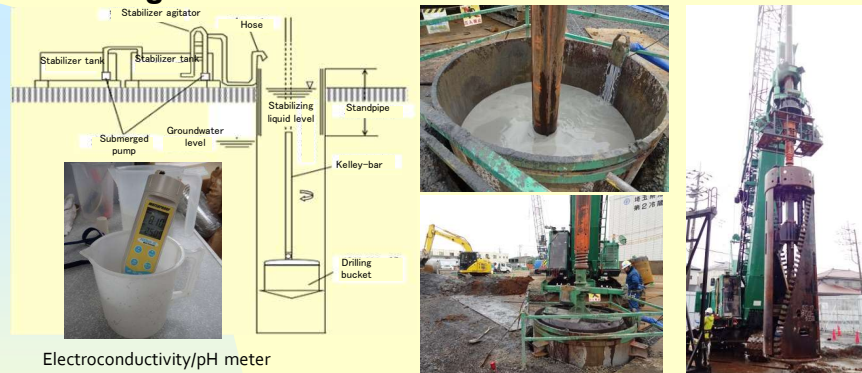 Stabilizer agitator
Hose
Stabilizer tank
Stabilizer tank
Stabilizing
liquid level
Standpipe
Submerged
pump
Groundwater
level
Kelley-bar
Drilling
bucket
Electroconductivity/pH meter